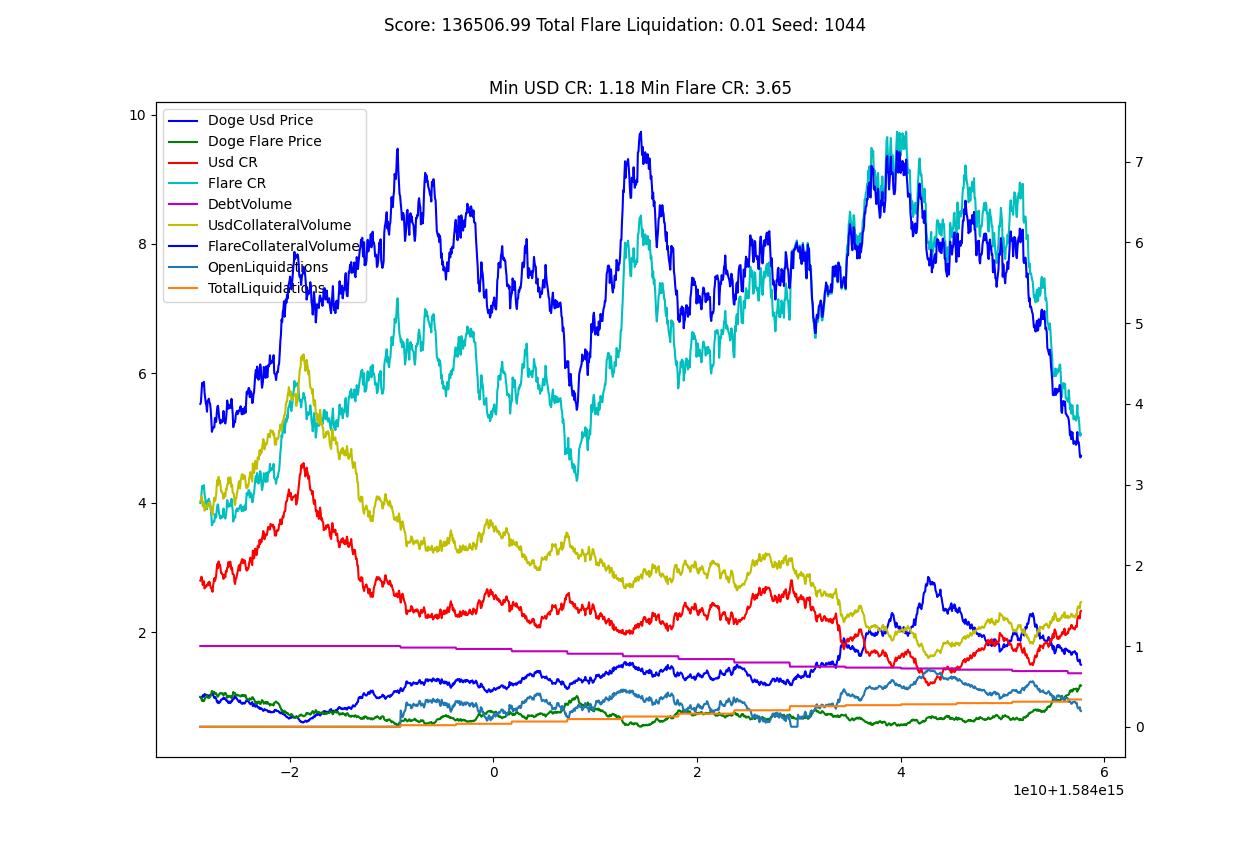 Score: 136506.99 Total Flare Liquidation: 0.01 Seed: 1044
Min USD CR: 1.18 Min Flare CR: 3.65
Doge Usd Price
Doge Flare Price
Usd CR
Flare CR
DebtVolume
UsdCollateralVolume
FlareCollateralVolume
OpenLiquidations
TotalLiquidations
10
8
6
4
2
7
6
5
4
3
2
1
0
−2 0 2 4 6
1e10+1.584e15